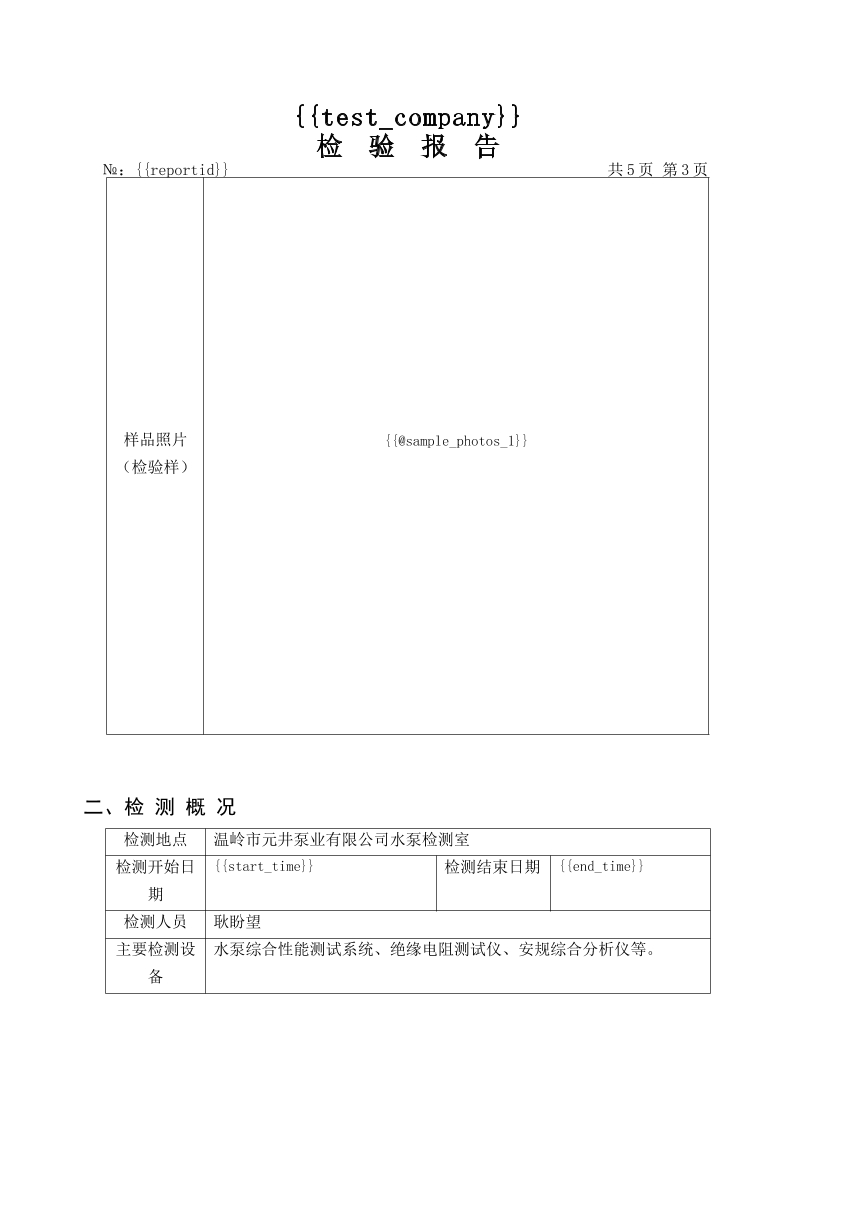 {{test_company}}
检 验 报 告
№：{{reportid}} 共 5 页 第 3 页
样品照片
（检验样）
{{@sample_photos_1}}
二、检 测 概 况
检测地点 温岭市元井泵业有限公司水泵检测室
检测开始日
期
{{start_time}}
检测结束日期 {{end_time}}
检测人员 耿盼望
主要检测设
备
水泵综合性能测试系统、绝缘电阻测试仪、安规综合分析仪等。